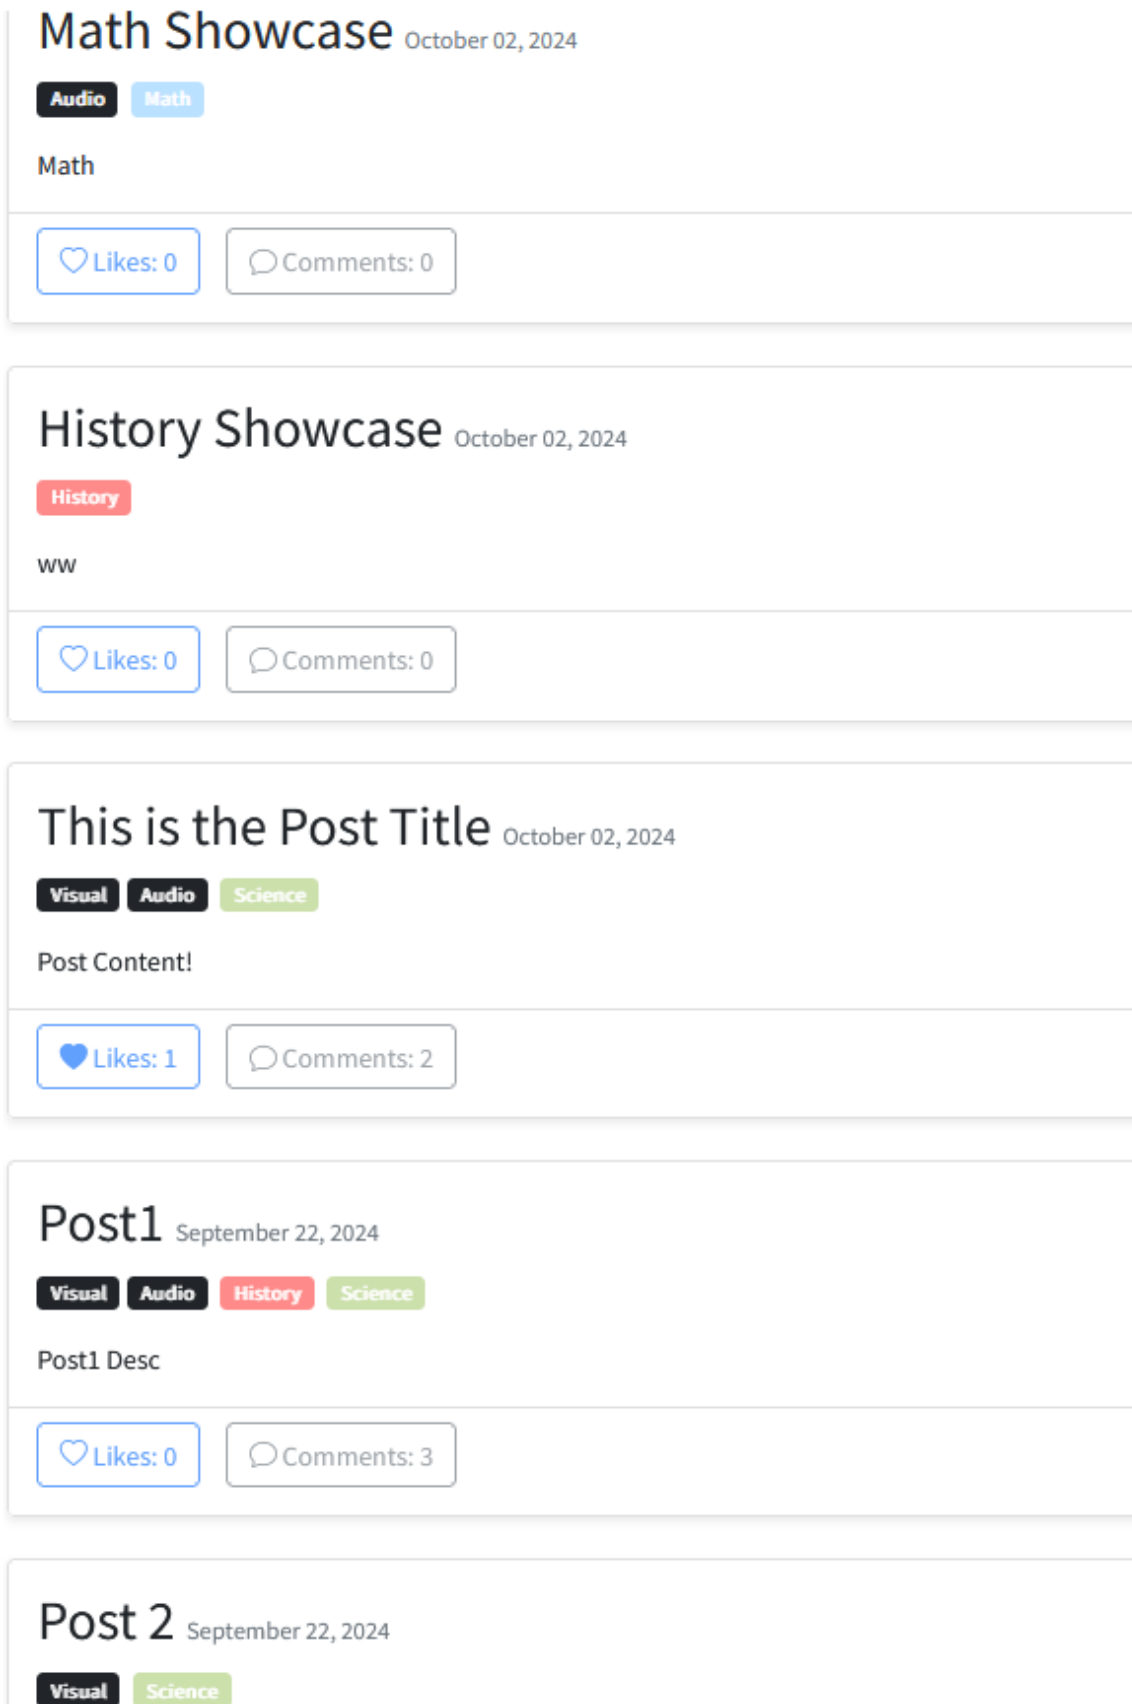 Math Showcase October 02, 2024
Audio Math
Math
Likes: 0 Comments: 0
History Showcase October 02, 2024
History
ww
Likes: 0 Comments: 0
This is the Post Title October 02, 2024
Visual Audio Science
Post Content!
Likes: 1 Comments: 2
Post1 September 22, 2024
Visual Audio History Science
Post1 Desc
Likes: 0 Comments: 3
Post 2 September 22, 2024
Visual Science